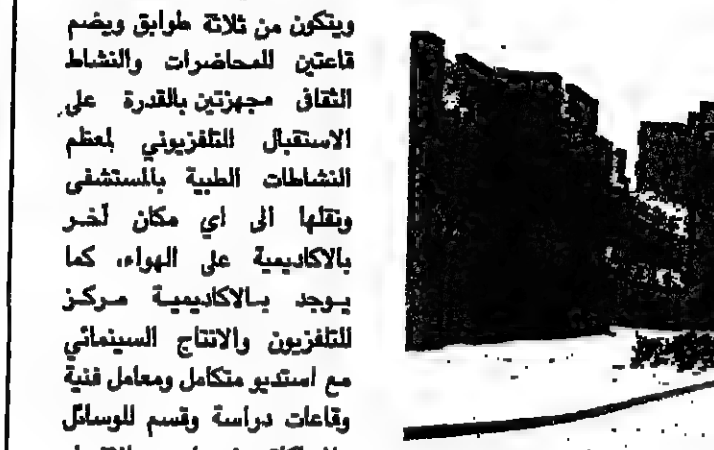 ويتكون من ثلاثة طوابق ويضم
قاعتين للمحاضرات والنشاط
الثقافى مجهزتين بالقدرة على
الاستقبال التلفزيوني لمعظم
النشاطات الطبية بالمستشفى
ونقلها الى اي مكان آخر
بالاكاديمية على الهواء، كما
يوجد بالاكاديمية مركز
للتلفزيون والانتاج السينمائي
مع استديو متكامل ومعامل فنية
وقاعات دراسة وقسم للوسائل